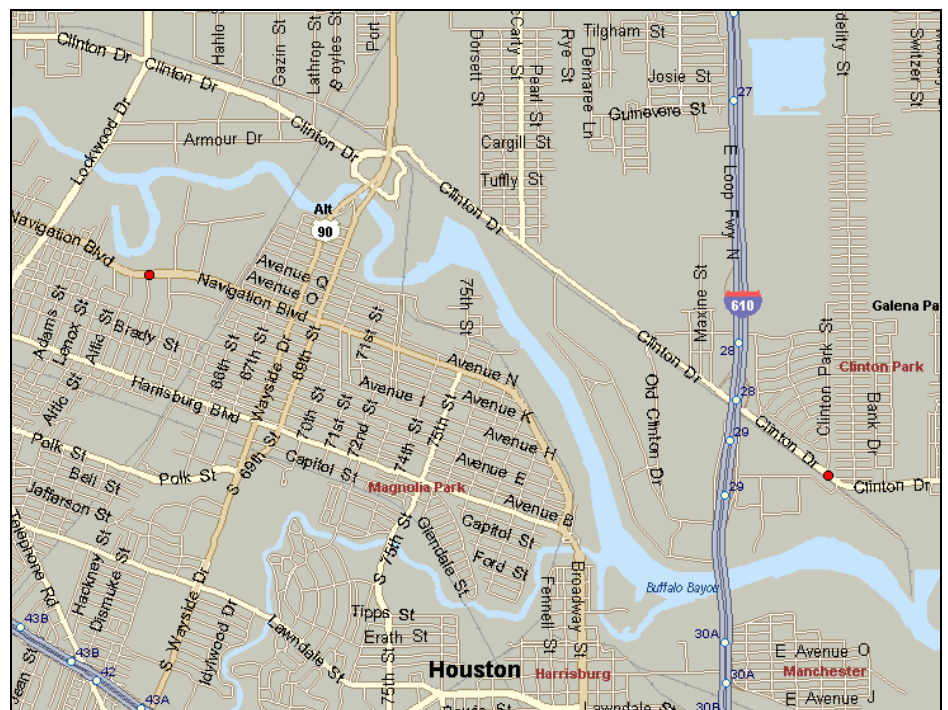 Clinton Dr
Clinton Dr
Hahlo
Gazin St
Lathrop St
Boyles St
Port
McCarty St
Dorsett St
Pearl St
Rye St
Demaree Ln
Tilgham St
Josie St
Guinevere St
27
delity St
Switzer St
Lockwood Dr
Armour Dr
Clinton Dr
Cargill St
Tuffly St
Clinton Dr
E Loop Fwy N
Alt
90
Navigation Blvd
Avenue Q
Avenue O
Navigation Blvd
75th St
Maxine St
610
Galena Pa
Adams St
Lenox St
Altic St
Brady St
66th St
67th St
Wayside Dr
69th St
71st St
Avenue N
Clinton Dr
28
Clinton Park St
Clinton Park
Altic St
Harrisburg Blvd
70th St
71st St
72nd St
Avenue I
74th St
75th St
Avenue K
Avenue H
Old Clinton Dr
28
29
Clinton Dr
Bank Dr
Polk St
Polk St
S 69th St
Capitol St
Magnolia Park
Avenue E
Avenue B
29
Clinton Dr
Bell St
Jefferson St
Telephone Rd
Hackney St
Dismuke St
Glendale St
Capitol St
Ford St
S 75th St
Fennell St
Broadway St
Buffalo Bayou
S Wayside Dr
Idylwood Dr
Lawndale St
Tipps St
Erath St
75th St
43B
43B
42
43A
Jean St
Houston
Harrisburg
30A
30A
30B
E Avenue O
Manchester
E Avenue J
Lawndale S